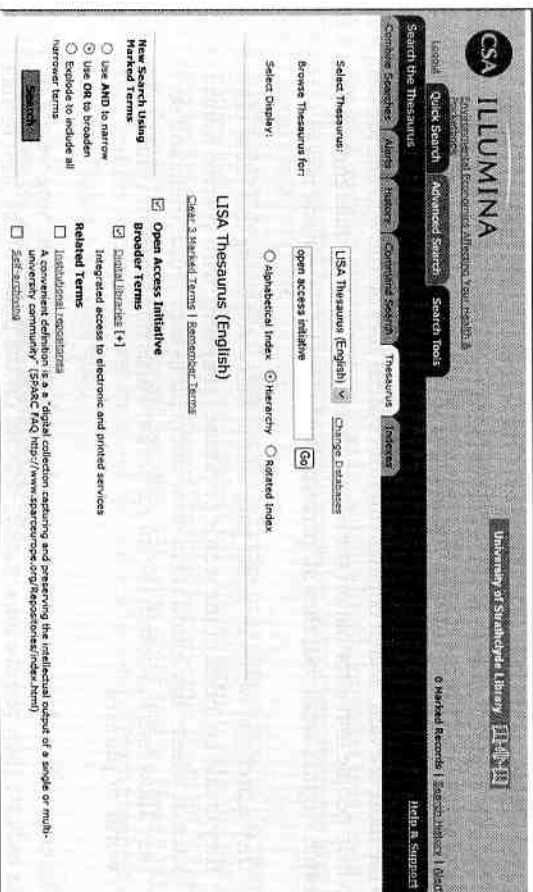 CSA ILLUMINA
University of Strathclyde Library
Environmental Economics Affecting Your Health &
Pocketbook
Logout
0 Marked Records | Search History | Alert
Quick Search Advanced Search Search Tools
Help & Support
Search the Thesaurus
Combine Searches Alerts History Command Search Thesaurus Indexes
Select Thesaurus: LISA Thesaurus (English) Change Databases
Browse Thesaurus for: open access initiative Go
Select Display: Alphabetical Index Hierarchy Rotated Index
LISA Thesaurus (English)
Clear 3 Marked Terms | Remember Terms
New Search Using
Marked Terms
Use AND to narrow
Use OR to broaden
Explode to include all
narrower terms
Search
Open Access Initiative
Broader Terms
Digital libraries [+]
Integrated access to electronic and printed services
Related Terms
Institutional repositories
A convenient definition is a a "digital collection capturing and preserving the intellectual output of a single or multi-
university community" (SPARC FAQ http://www.sparceurope.org/Repositories/index.html)
Self-archiving